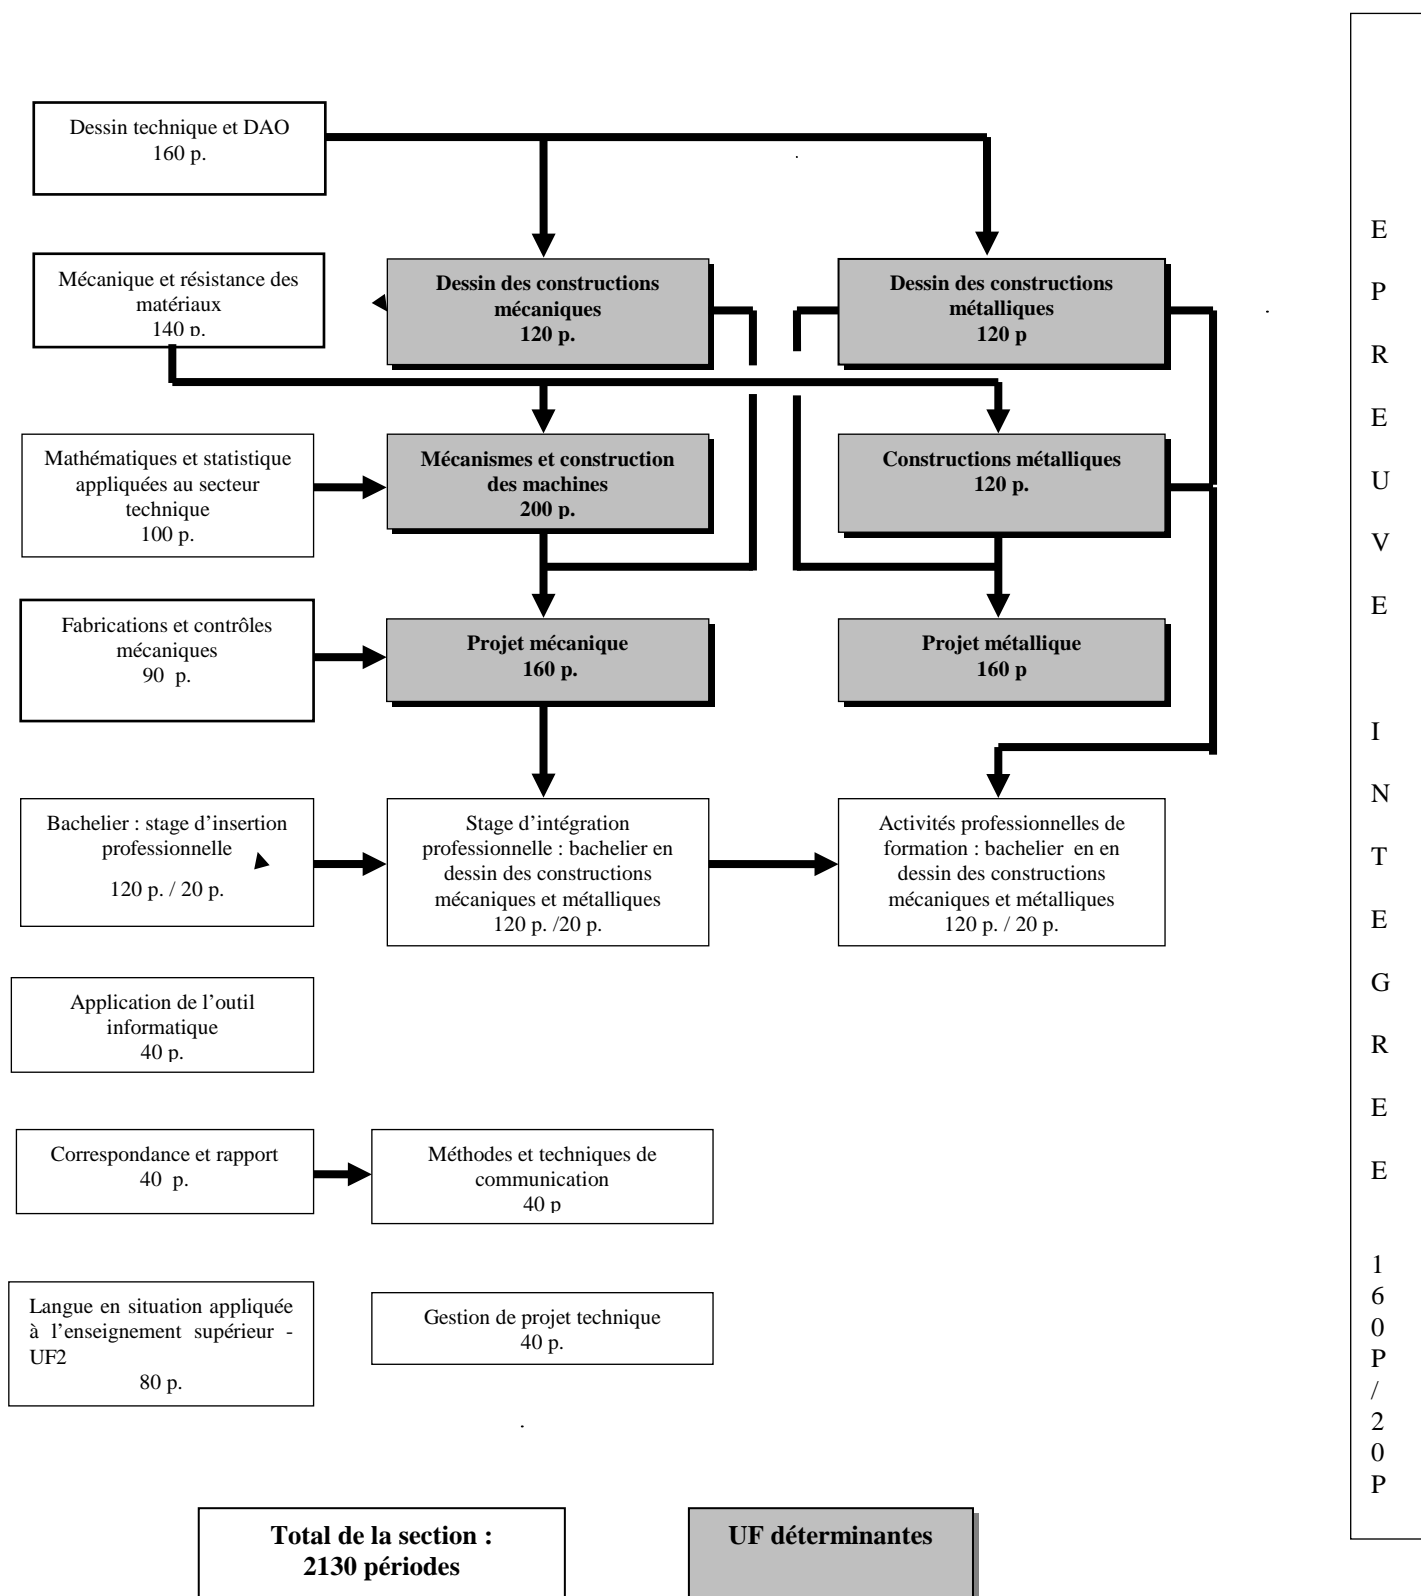 Dessin technique et DAO
160 p.
Mécanique et résistance des
matériaux
140 p.
Dessin des constructions
mécaniques
120 p.
Dessin des constructions
métalliques
120 p
Mathématiques et statistique
appliquées au secteur
technique
100 p.
Mécanismes et construction
des machines
200 p.
Constructions métalliques
120 p.
Fabrications et contrôles
mécaniques
90 p.
Projet mécanique
160 p.
Projet métallique
160 p
Bachelier : stage d’insertion
professionnelle
120 p. / 20 p.
Stage d’intégration
professionnelle : bachelier en
dessin des constructions
mécaniques et métalliques
120 p. /20 p.
Activités professionnelles de
formation : bachelier en en
dessin des constructions
mécaniques et métalliques
120 p. / 20 p.
Application de l’outil
informatique
40 p.
Correspondance et rapport
40 p.
Méthodes et techniques de
communication
40 p
Langue en situation appliquée
à l’enseignement supérieur -
UF2
80 p.
Gestion de projet technique
40 p.
Total de la section :
2130 périodes
UF déterminantes
E
P
R
E
U
V
E
I
N
T
E
G
R
E
E
1
6
0
P
/
2
0
P